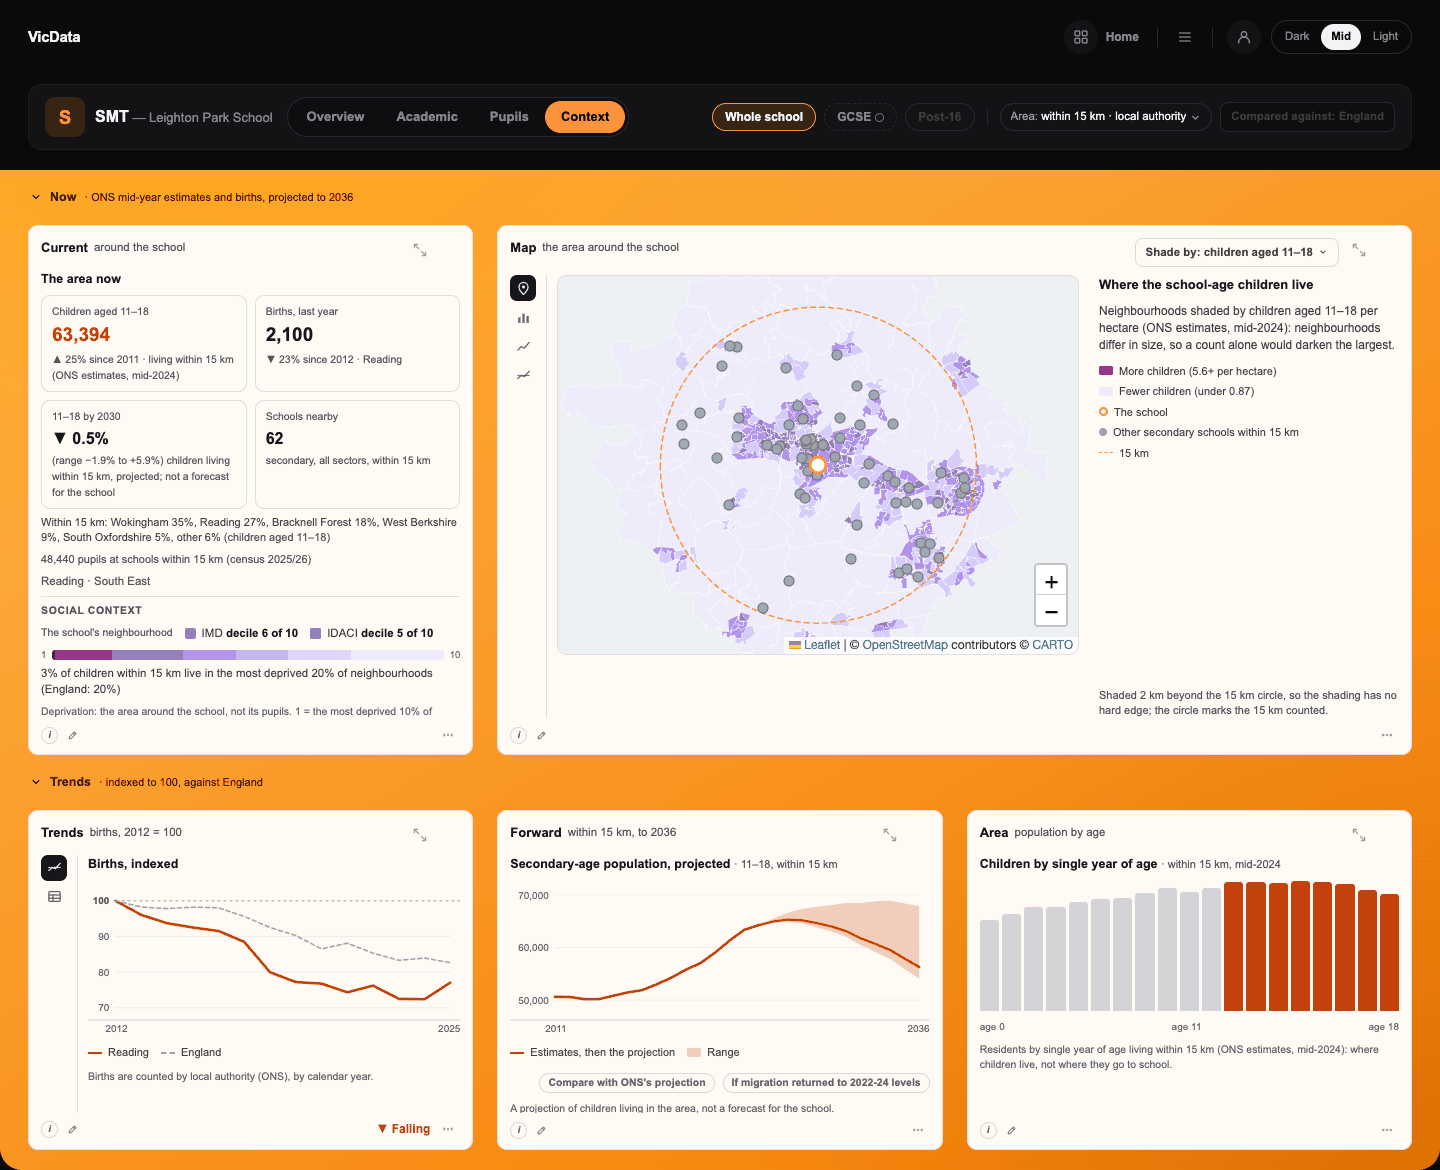 VicData
Home
Dark Mid Light
S
SMT — Leighton Park School
Overview Academic Pupils Context
Whole school GCSE Post-16
Area: within 15 km · local authority
Compared against: England
Now · ONS mid-year estimates and births, projected to 2036
Current around the school
The area now
Children aged 11–18
63,394
▲ 25% since 2011 · living within 15 km
(ONS estimates, mid-2024)
Births, last year
2,100
▼ 23% since 2012 · Reading
11–18 by 2030
▼ 0.5%
(range −1.9% to +5.9%) children living
within 15 km, projected; not a forecast
for the school
Schools nearby
62
secondary, all sectors, within 15 km
Within 15 km: Wokingham 35%, Reading 27%, Bracknell Forest 18%, West Berkshire
9%, South Oxfordshire 5%, other 6% (children aged 11–18)
48,440 pupils at schools within 15 km (census 2025/26)
Reading · South East
SOCIAL CONTEXT
The school's neighbourhood IMD decile 6 of 10 IDACI decile 5 of 10
1 10
3% of children within 15 km live in the most deprived 20% of neighbourhoods
(England: 20%)
Deprivation: the area around the school, not its pupils. 1 = the most deprived 10% of
i
Map the area around the school
Shade by: children aged 11–18
+
−
Leaflet | © OpenStreetMap contributors © CARTO
Where the school-age children live
Neighbourhoods shaded by children aged 11–18 per
hectare (ONS estimates, mid-2024): neighbourhoods
differ in size, so a count alone would darken the largest.
More children (5.6+ per hectare)
Fewer children (under 0.87)
The school
Other secondary schools within 15 km
15 km
Shaded 2 km beyond the 15 km circle, so the shading has no
hard edge; the circle marks the 15 km counted.
i
Trends · indexed to 100, against England
Trends births, 2012 = 100
Births, indexed
100
90
80
70
2012 2025
Reading England
Births are counted by local authority (ONS), by calendar year.
i
▼ Falling
Forward within 15 km, to 2036
Secondary-age population, projected · 11–18, within 15 km
70,000
60,000
50,000
2011 2036
Estimates, then the projection Range
Compare with ONS's projection If migration returned to 2022-24 levels
A projection of children living in the area, not a forecast for the school.
i
Area population by age
Children by single year of age · within 15 km, mid-2024
age 0 age 11 age 18
Residents by single year of age living within 15 km (ONS estimates, mid-2024): where
children live, not where they go to school.
i